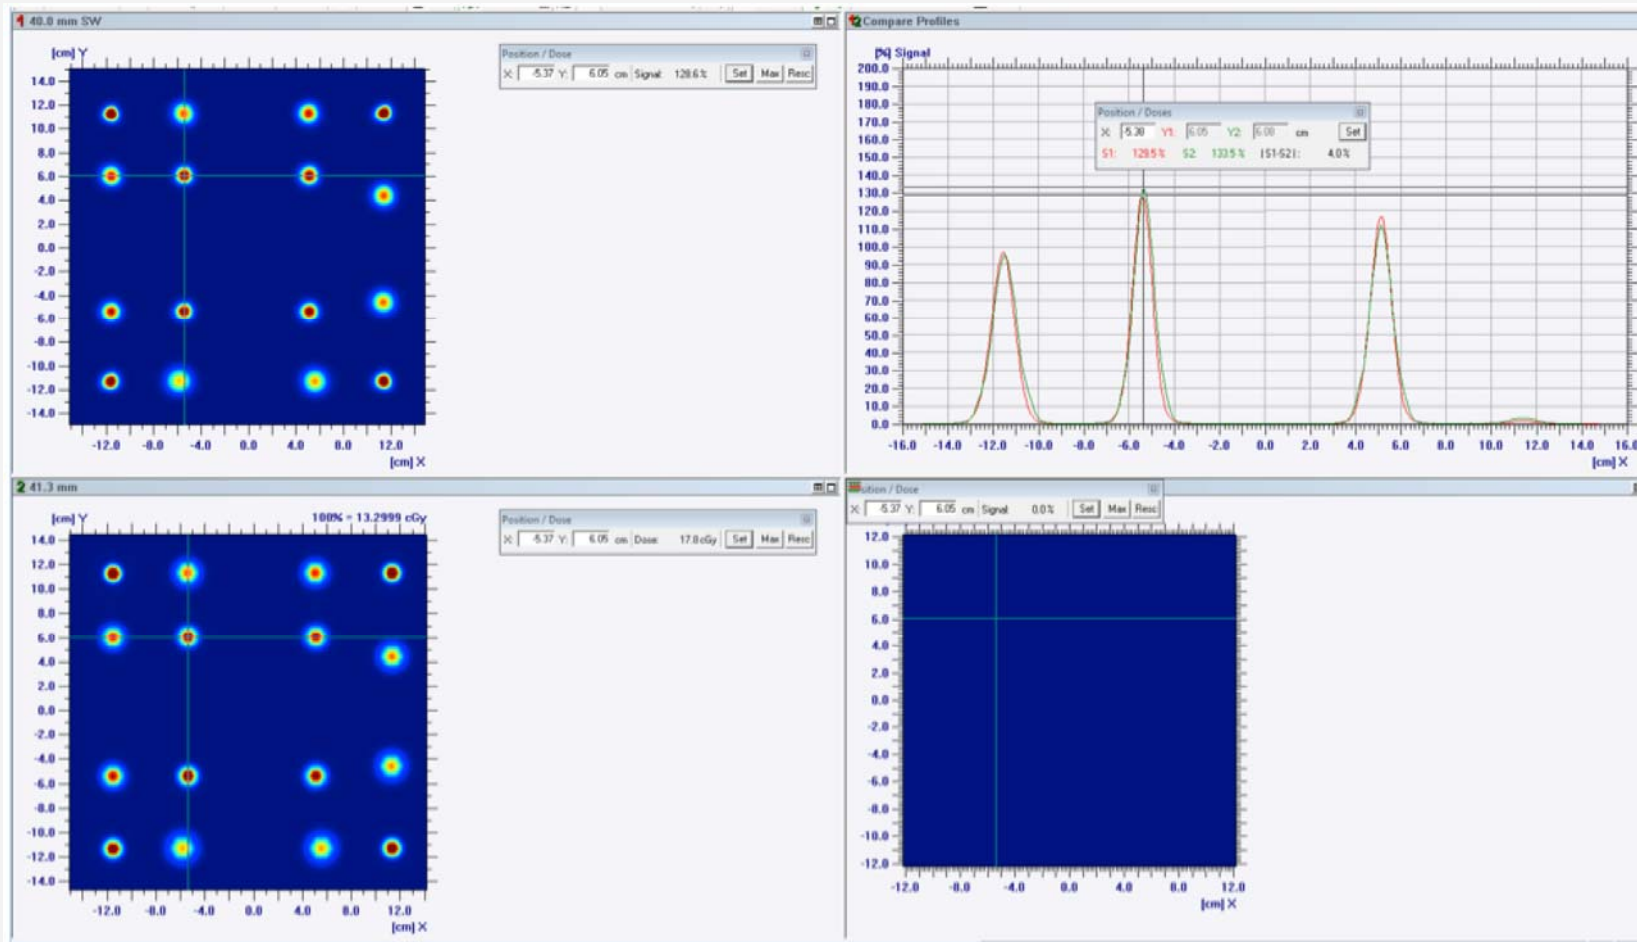 1 40.0 mm SW
[cm] Y
Position / Dose
X: -5.37 Y: 6.05 cm Signal: 128.6% Set Max Resc
14.0
12.0
10.0
8.0
6.0
4.0
2.0
0.0
-2.0
-4.0
-6.0
-8.0
-10.0
-12.0
-14.0
-12.0 -8.0 -4.0 0.0 4.0 8.0 12.0
[cm] X
Compare Profiles
[%] Signal
200.0
190.0
180.0
170.0
160.0
150.0
140.0
130.0
120.0
110.0
100.0
90.0
80.0
70.0
60.0
50.0
40.0
30.0
20.0
10.0
0.0
Position / Doses
X: -5.38 Y1: 6.05 Y2: 6.08 cm Set
S1: 129.5% S2: 133.5% |S1-S2|: 4.0%
-16.0 -14.0 -12.0 -10.0 -8.0 -6.0 -4.0 -2.0 0.0 2.0 4.0 6.0 8.0 10.0 12.0 14.0 16.0
[cm] X
2 41.3 mm
[cm] Y
100% = 13.2999 cGy
Position / Dose
X: -5.37 Y: 6.05 cm Dose: 17.8 cGy Set Max Resc
14.0
12.0
10.0
8.0
6.0
4.0
2.0
0.0
-2.0
-4.0
-6.0
-8.0
-10.0
-12.0
-14.0
-12.0 -8.0 -4.0 0.0 4.0 8.0 12.0
[cm] X
sition / Dose
X: -5.37 Y: 6.05 cm Signal: 0.0% Set Max Resc
12.0
10.0
8.0
6.0
4.0
2.0
0.0
-2.0
-4.0
-6.0
-8.0
-10.0
-12.0
-12.0 -8.0 -4.0 0.0 4.0 8.0 12.0
[cm] X